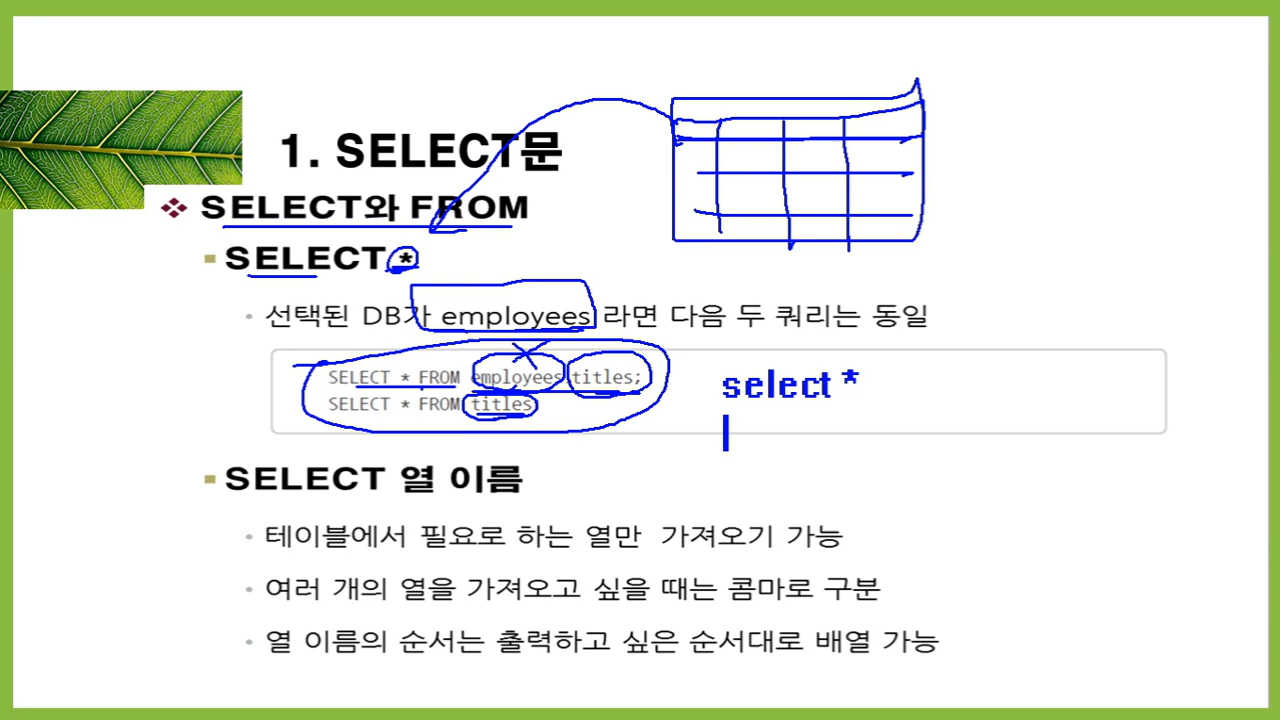 1. SELECT문
SELECT와 FROM
SELECT *
선택된 DB가 employees 라면 다음 두 쿼리는 동일
SELECT * FROM employees.titles;
SELECT * FROM titles
select *
SELECT 열 이름
테이블에서 필요로 하는 열만 가져오기 가능
여러 개의 열을 가져오고 싶을 때는 콤마로 구분
열 이름의 순서는 출력하고 싶은 순서대로 배열 가능